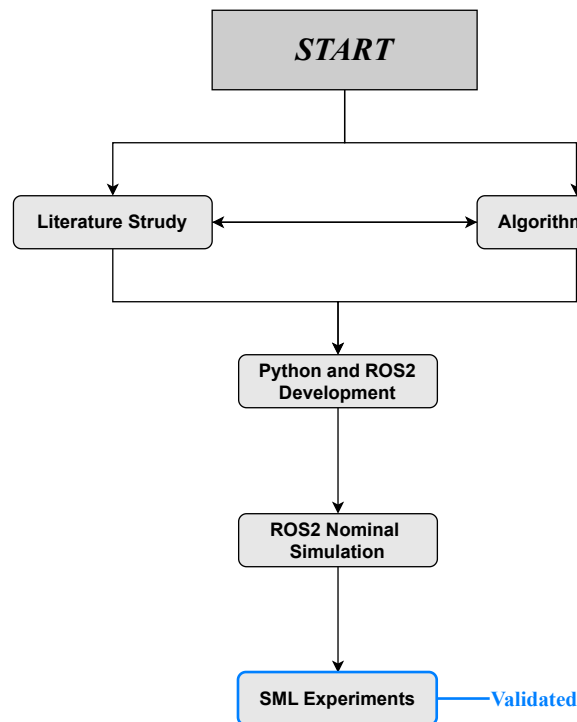 START
Literature Strudy
Algorithm
Python and ROS2
Development
ROS2 Nominal
Simulation
SML Experiments
Validated